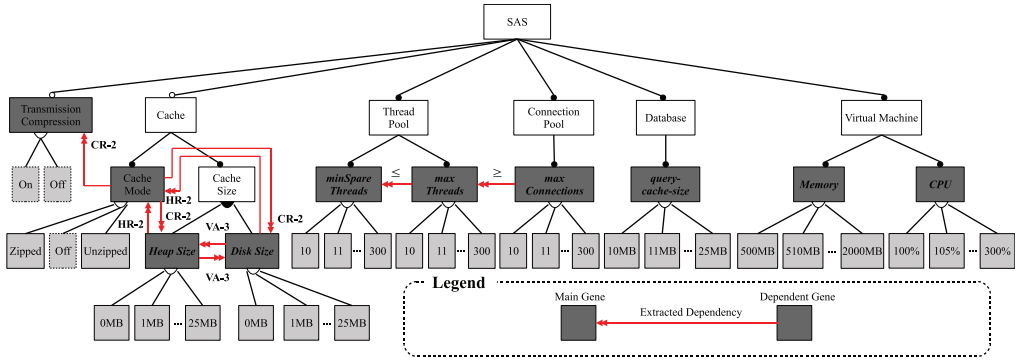 SAS
Transmission
Compression
Cache
Thread
Pool
Connection
Pool
Database
Virtual Machine
CR-2
On
Off
Cache
Mode
Cache
Size
HR-2
minSpare
Threads
≤
max
Threads
≥
max
Connections
query-
cache-size
Memory
CPU
HR-2
CR-2
VA-3
CR-2
Zipped
Off
Unzipped
Heap Size
Disk Size
VA-3
10
11
...
300
10
11
...
300
10
11
...
300
10MB
11MB
...
25MB
500MB
510MB
...
2000MB
100%
105%
...
300%
0MB
1MB
...
25MB
0MB
1MB
...
25MB
Legend
Main Gene
Dependent Gene
Extracted Dependency